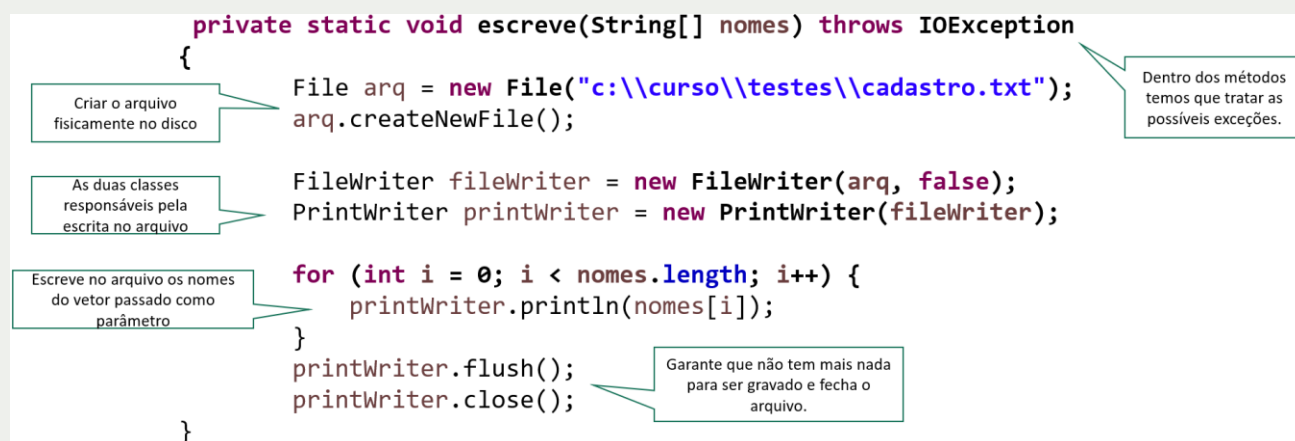 private static void escreve(String[] nomes) throws IOException
{
Dentro dos métodos
temos que tratar as
possíveis exceções.
Criar o arquivo
fisicamente no disco
File arq = new File("c:\\curso\\testes\\cadastro.txt");
arq.createNewFile();
As duas classes
responsáveis pela
escrita no arquivo
FileWriter fileWriter = new FileWriter(arq, false);
PrintWriter printWriter = new PrintWriter(fileWriter);
Escreve no arquivo os nomes
do vetor passado como
parâmetro
for (int i = 0; i < nomes.length; i++) {
printWriter.println(nomes[i]);
}
printWriter.flush();
printWriter.close();
Garante que não tem mais nada
para ser gravado e fecha o
arquivo.
}